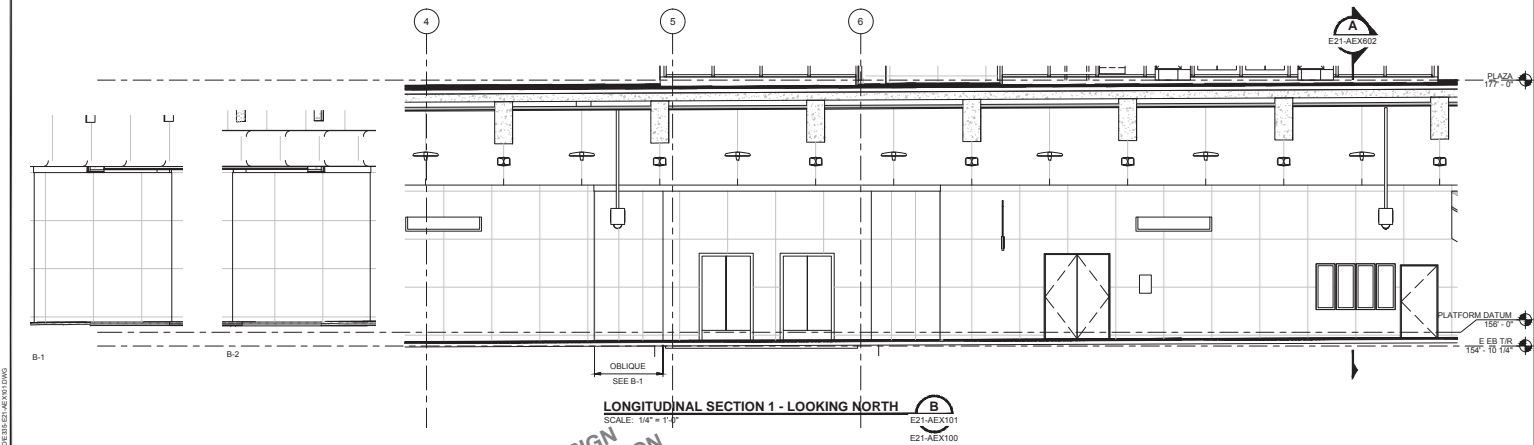 4
5
6
A
E21-AEX602
PLAZA
177' - 0"
PLATFORM DATUM
156' - 0"
E EB T/R
154' - 10 1/4"
B-1
B-2
OBLIQUE
SEE B-1
LONGITUDINAL SECTION 1 - LOOKING NORTH
SCALE: 1/4" = 1'-0"
B
E21-AEX101
E21-AEX100